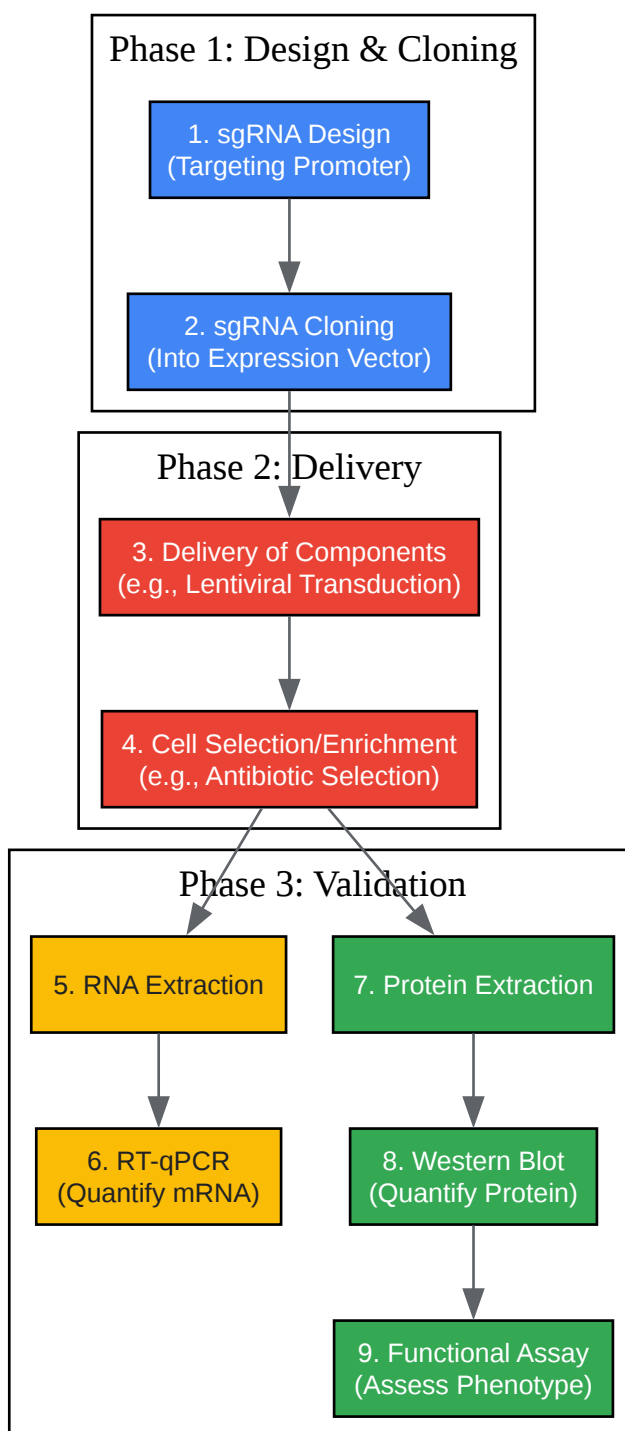 Phase 1: Design & Cloning
1. sgRNA Design
(Targeting Promoter)
2. sgRNA Cloning
(Into Expression Vector)
Phase 2: Delivery
3. Delivery of Components
(e.g., Lentiviral Transduction)
4. Cell Selection/Enrichment
(e.g., Antibiotic Selection)
Phase 3: Validation
5. RNA Extraction
7. Protein Extraction
6. RT-qPCR
(Quantify mRNA)
8. Western Blot
(Quantify Protein)
9. Functional Assay
(Assess Phenotype)